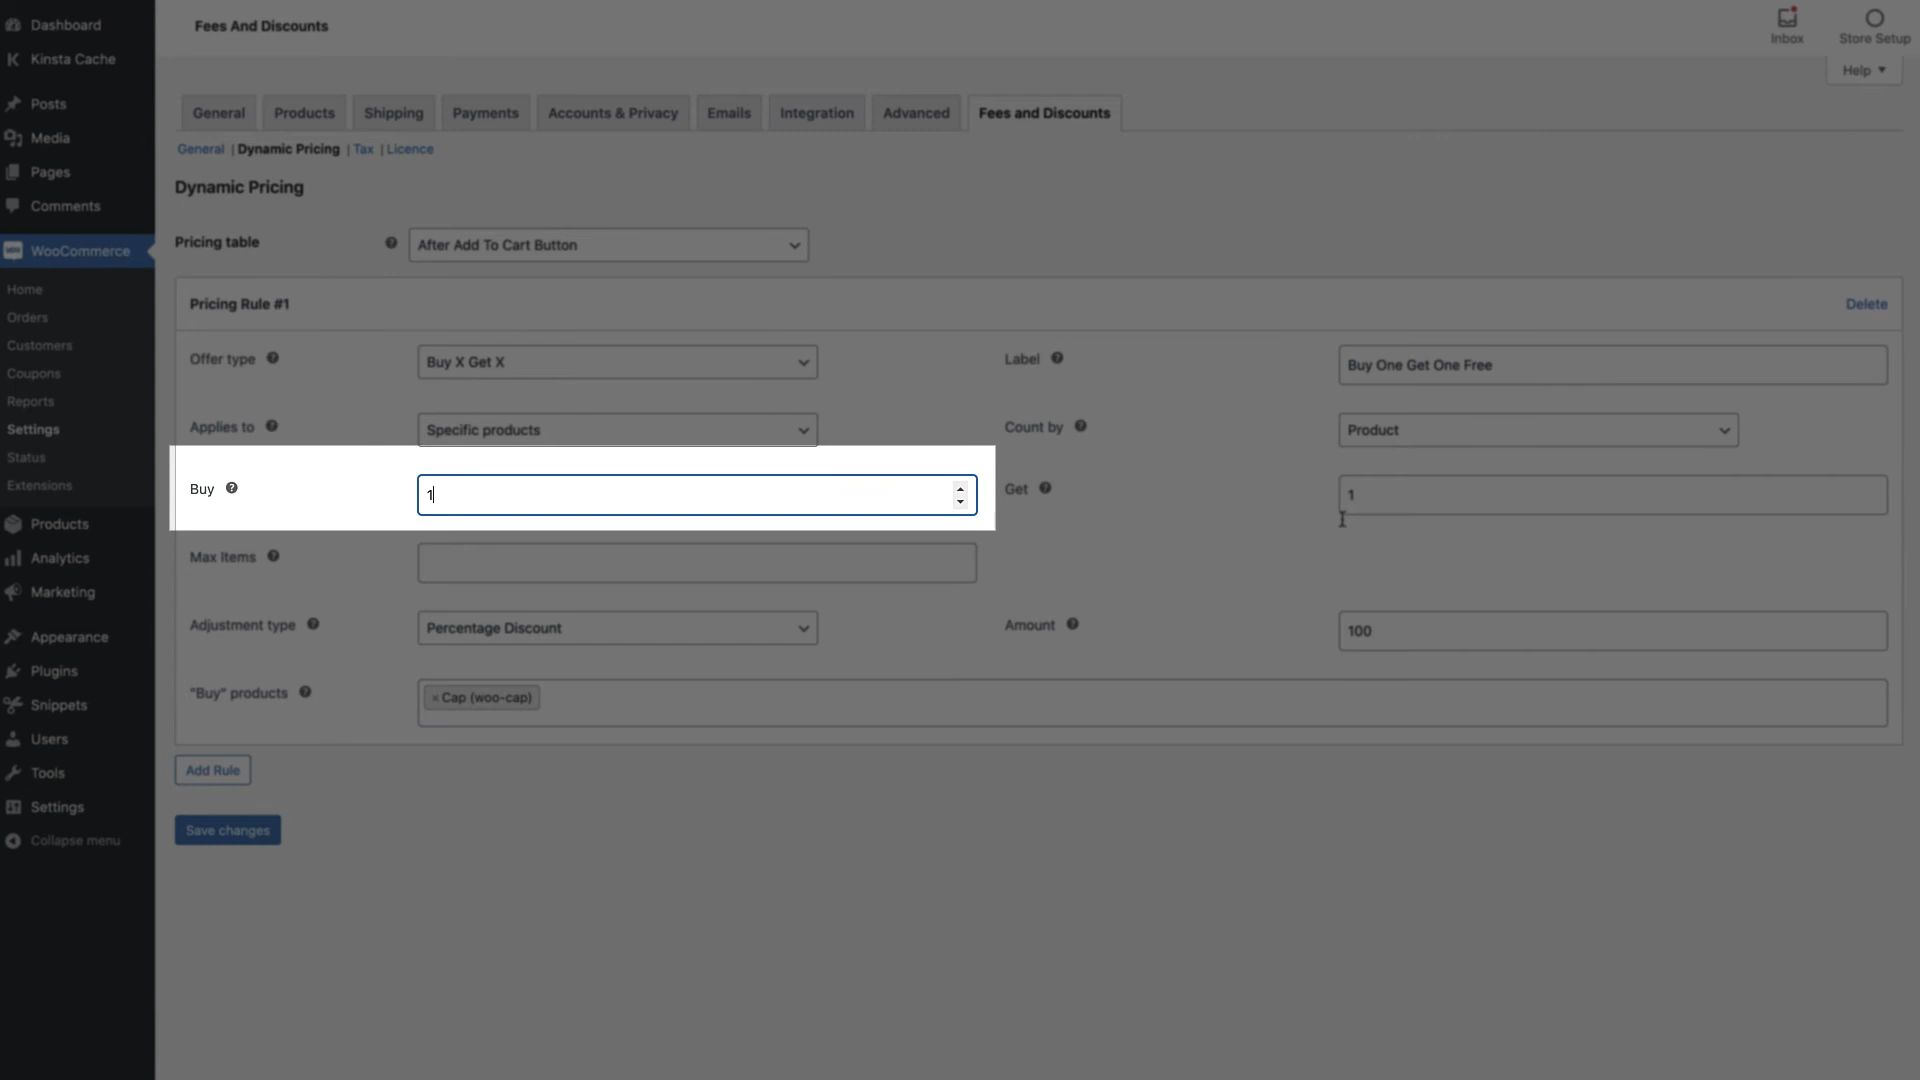 Dashboard
Kinsta Cache
Posts
Media
Pages
Comments
WooCommerce
Home
Orders
Customers
Coupons
Reports
Settings
Status
Extensions
Products
Analytics
Marketing
Appearance
Plugins
Snippets
Users
Tools
Settings
Collapse menu
Fees And Discounts
Inbox
Store Setup
Help
General Products Shipping Payments Accounts & Privacy Emails Integration Advanced Fees and Discounts
General | Dynamic Pricing | Tax | Licence
Dynamic Pricing
Pricing table After Add To Cart Button
Pricing Rule #1 Delete
Offer type Buy X Get X Label Buy One Get One Free
Applies to Specific products Count by Product
Buy 1 Get 1
Max Items
Adjustment type Percentage Discount Amount 100
"Buy" products × Cap (woo-cap)
Add Rule
Save changes